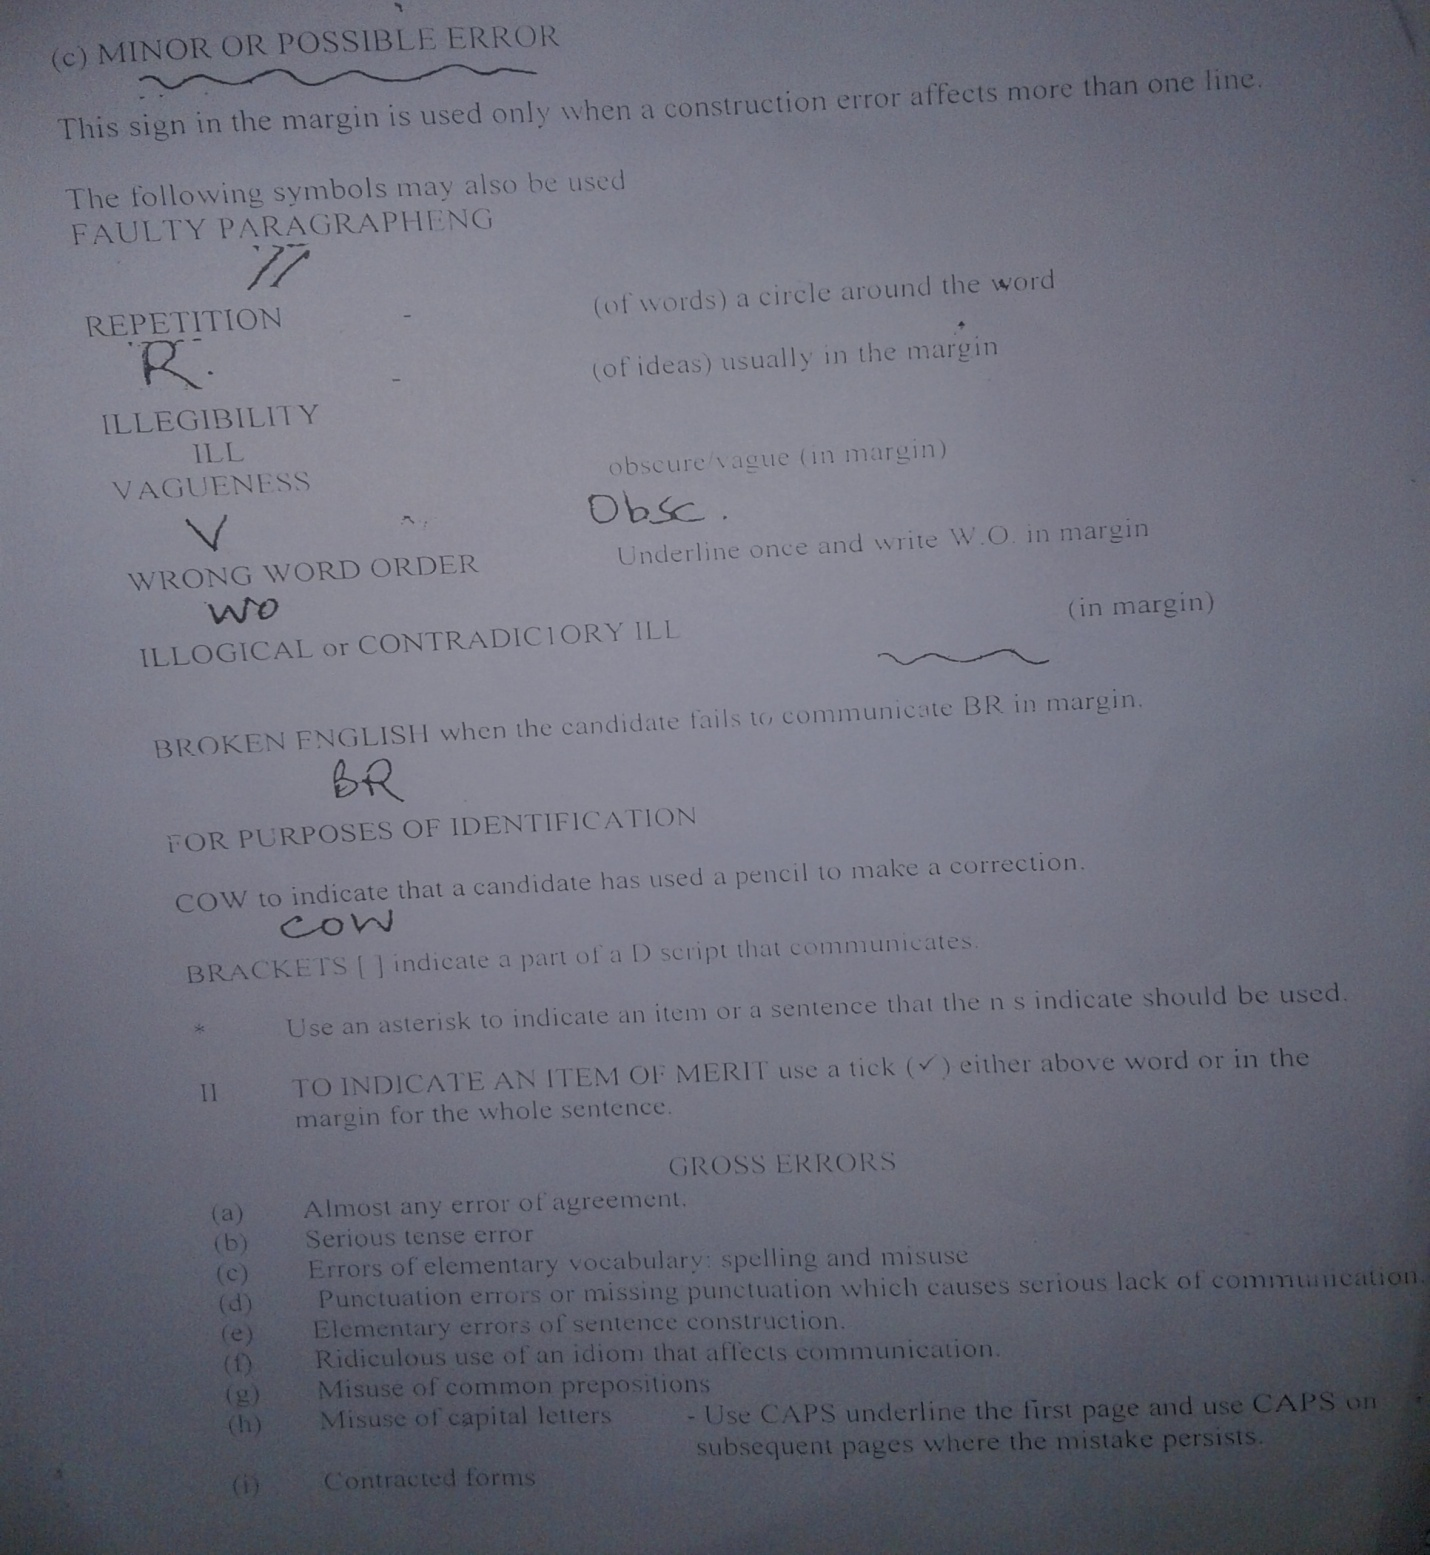 (c) MINOR OR POSSIBLE ERROR
This sign in the margin is used only when a construction error affects more than one line.
The following symbols may also be used
FAULTY PARAGRAPHENG
//
REPETITION - (of words) a circle around the word
R. - (of ideas) usually in the margin
ILLEGIBILITY
ILL
VAGUENESS obscure/vague (in margin)
V Obsc.
WRONG WORD ORDER Underline once and write W.O. in margin
WO
ILLOGICAL or CONTRADIC1ORY ILL (in margin)
BROKEN ENGLISH when the candidate fails to communicate BR in margin.
BR
FOR PURPOSES OF IDENTIFICATION
COW to indicate that a candidate has used a pencil to make a correction.
COW
BRACKETS [ ] indicate a part of a D script that communicates.
* Use an asterisk to indicate an item or a sentence that the n s indicate should be used.
II TO INDICATE AN ITEM OF MERIT use a tick (✓) either above word or in the
margin for the whole sentence.
GROSS ERRORS
(a) Almost any error of agreement.
(b) Serious tense error
(c) Errors of elementary vocabulary: spelling and misuse
(d) Punctuation errors or missing punctuation which causes serious lack of communication.
(e) Elementary errors of sentence construction.
(f) Ridiculous use of an idiom that affects communication.
(g) Misuse of common prepositions
(h) Misuse of capital letters - Use CAPS underline the first page and use CAPS on
subsequent pages where the mistake persists.
(i) Contracted forms